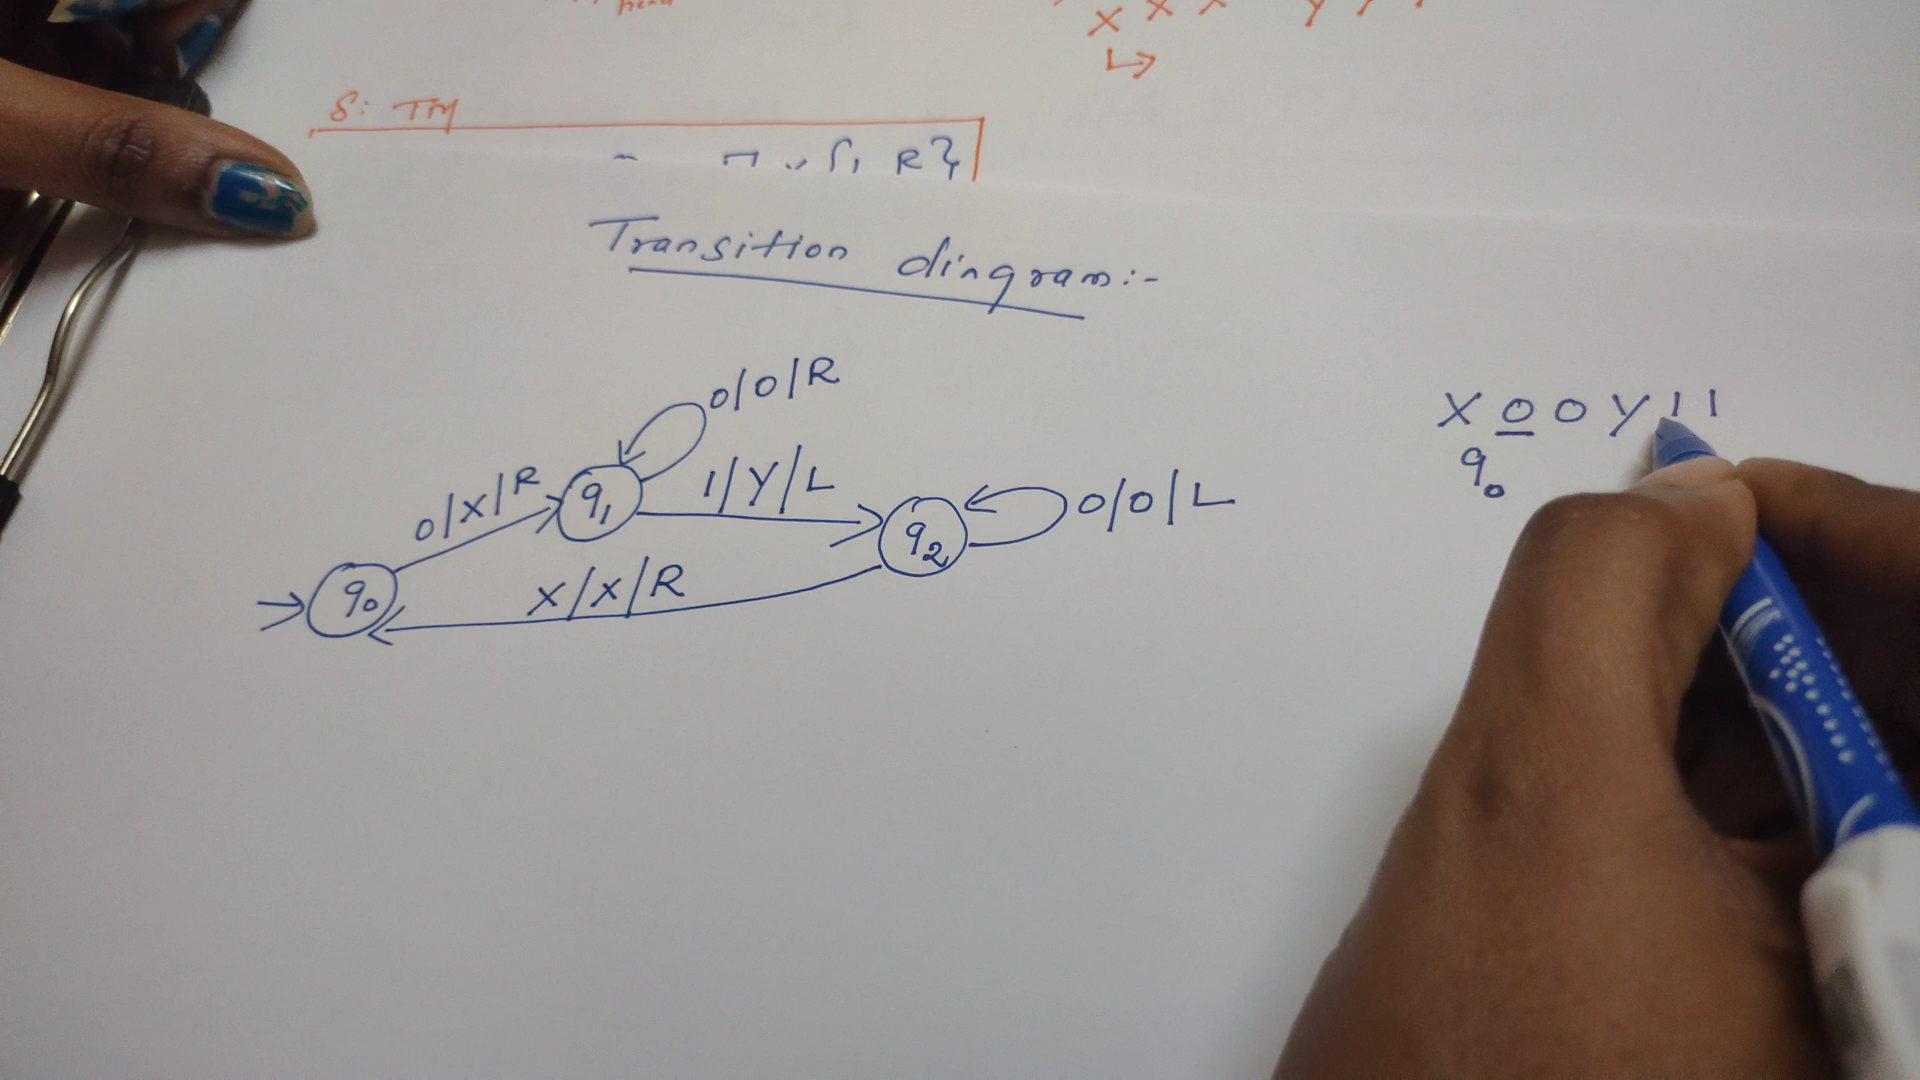 X X X Y
δ: TM
R}
Transition diagram:-
0/0/R
X 0 0 Y 1 1
0/X/R q1 1/Y/L 0/0/L
q0
q2
q0 X/X/R